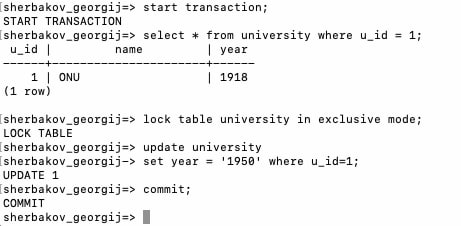 sherbakov_georgij=> start transaction;
START TRANSACTION
sherbakov_georgij=> select * from university where u_id = 1;
 u_id |         name         | year
------+----------------------+------
    1 | ONU                  | 1918
(1 row)

sherbakov_georgij=> lock table university in exclusive mode;
LOCK TABLE
sherbakov_georgij=> update university
sherbakov_georgij-> set year = '1950' where u_id=1;
UPDATE 1
sherbakov_georgij=> commit;
COMMIT
sherbakov_georgij=>